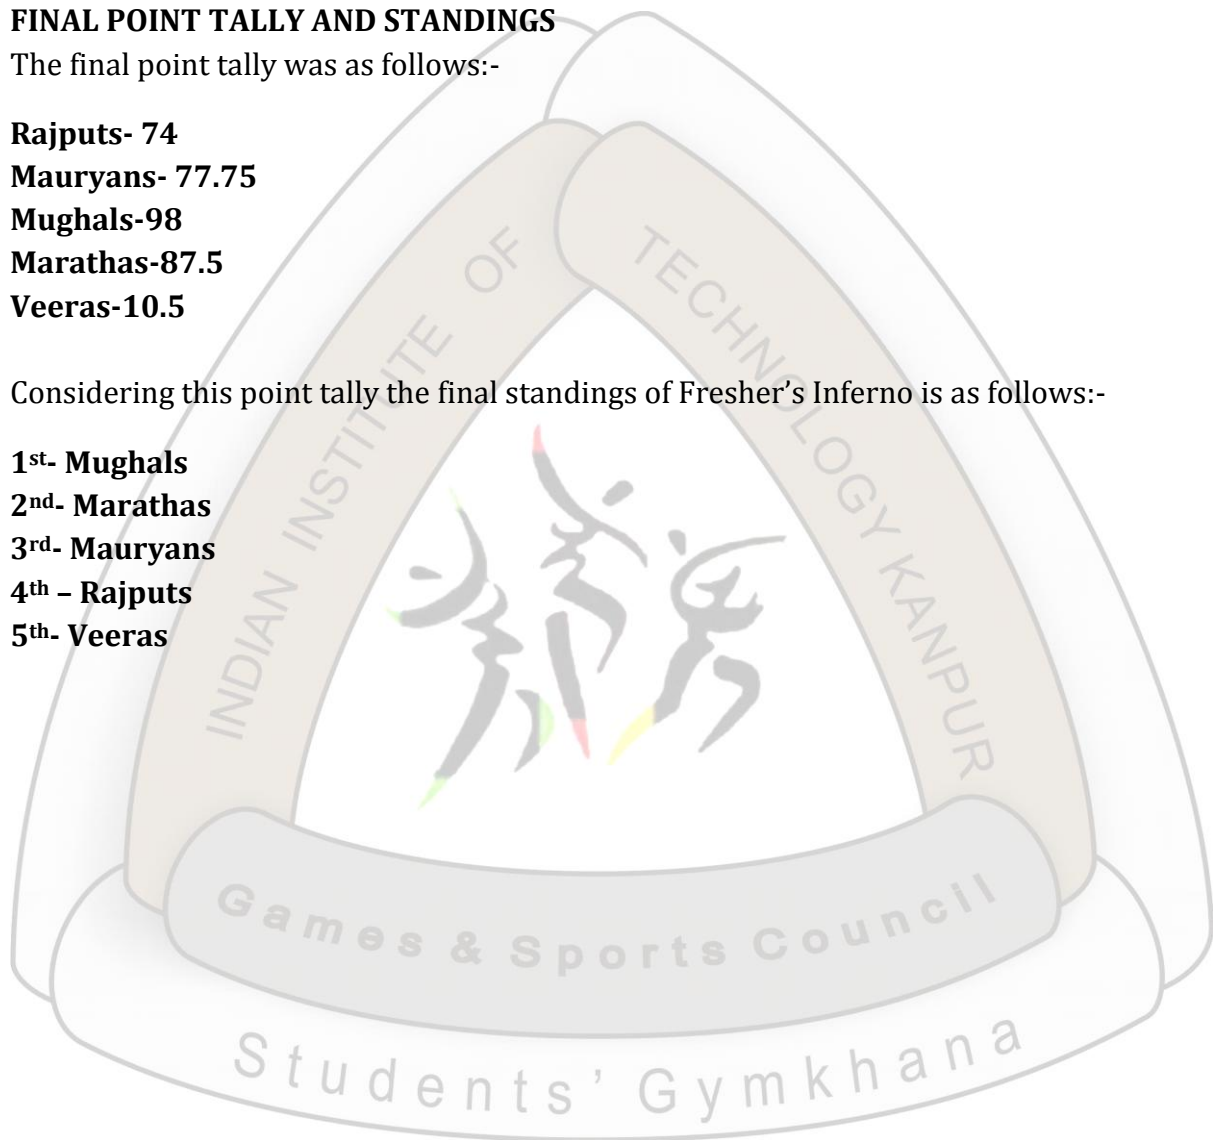 FINAL POINT TALLY AND STANDINGS
The final point tally was as follows:-
Rajputs- 74
Mauryans- 77.75
Mughals-98
Marathas-87.5
Veeras-10.5
Considering this point tally the final standings of Fresher’s Inferno is as follows:-
1st- Mughals
2nd- Marathas
3rd- Mauryans
4th – Rajputs
5th- Veeras
INDIAN INSTITUTE OF TECHNOLOGY KANPUR
Games & Sports Council
Students’ Gymkhana